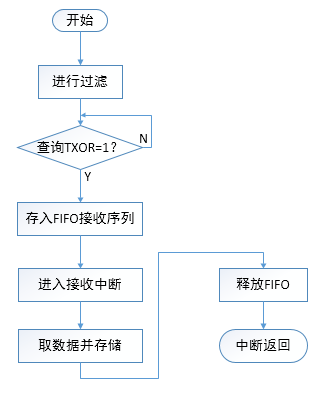 开始
进行过滤
查询TXOR=1?
N
Y
存入FIFO接收序列
进入接收中断
取数据并存储
释放FIFO
中断返回